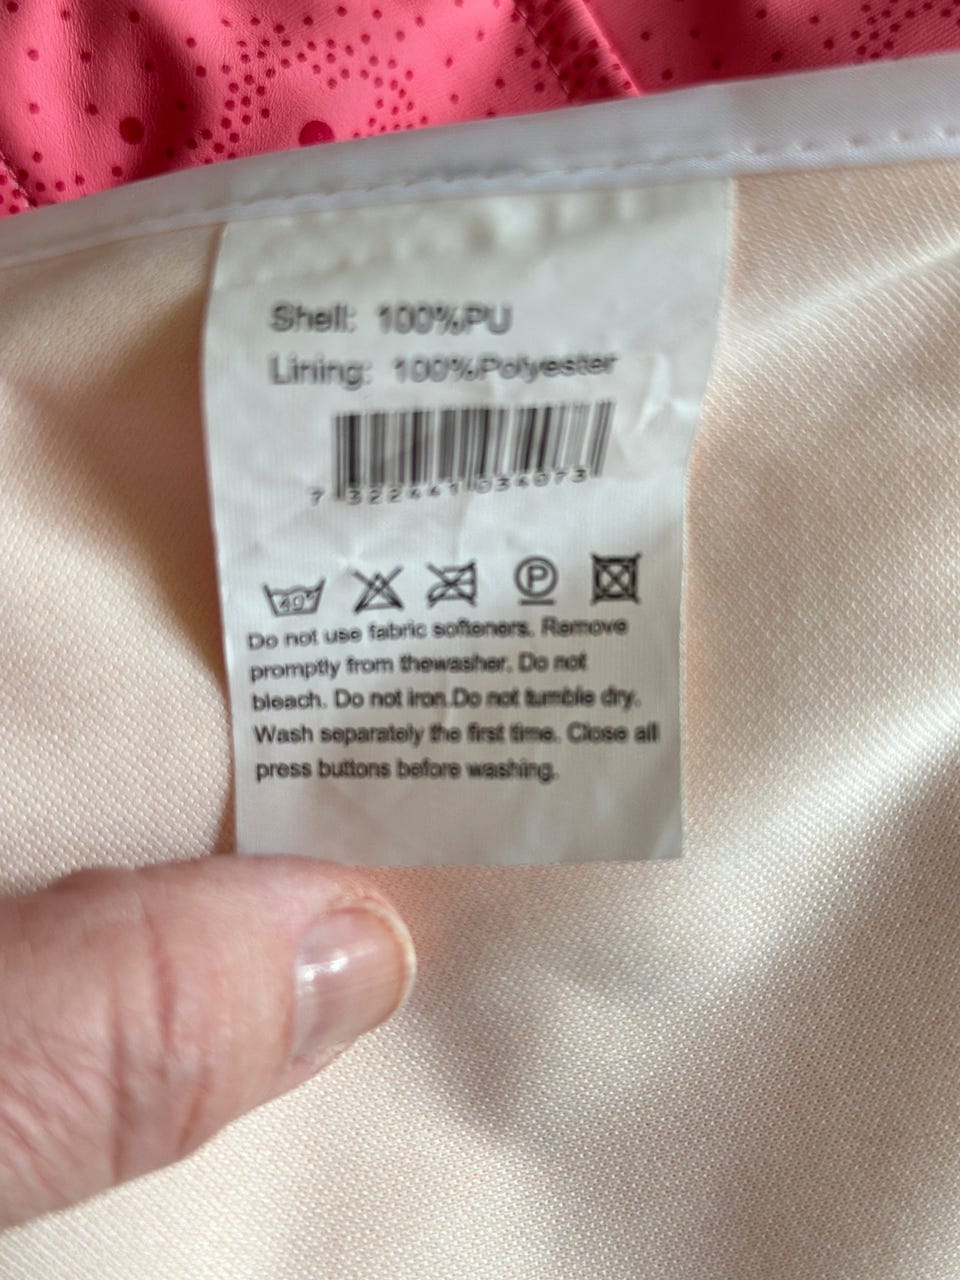 Shell: 100%PU
Lining: 100%Polyester
7 322441 034073
40°
P
Do not use fabric softeners. Remove
promptly from thewasher. Do not
bleach. Do not iron.Do not tumble dry.
Wash separately the first time. Close all
press buttons before washing.